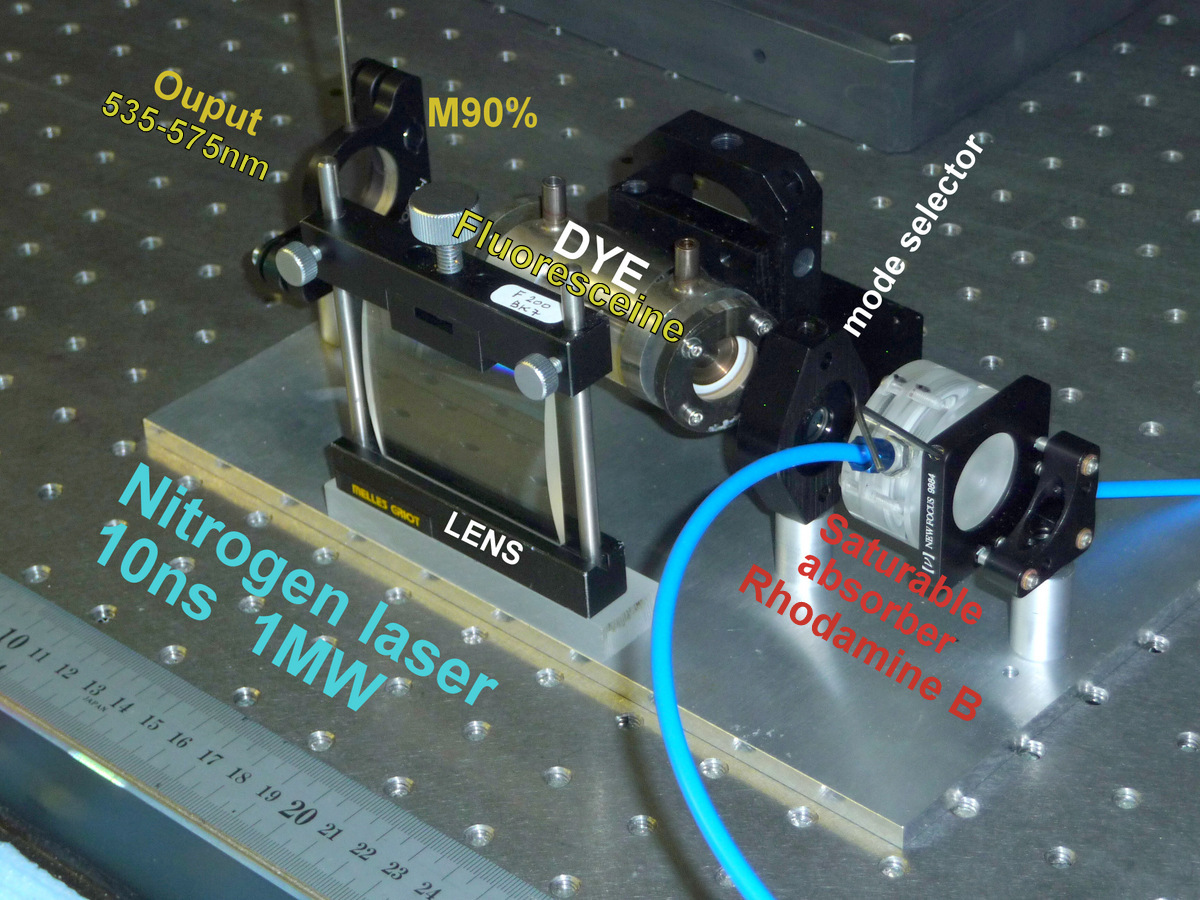 Ouput
535-575nm
M90%
mode selector
DYE
Fluoresceine
F 200
BK7
MELLES GRIOT
LENS
[ν] NEW FOCUS 9884
Nitrogen laser
10ns 1MW
Saturable
absorber
Rhodamine B
10 11 12 13 14 15 16 17 18 19 20 21 22 23 24
JAPAN